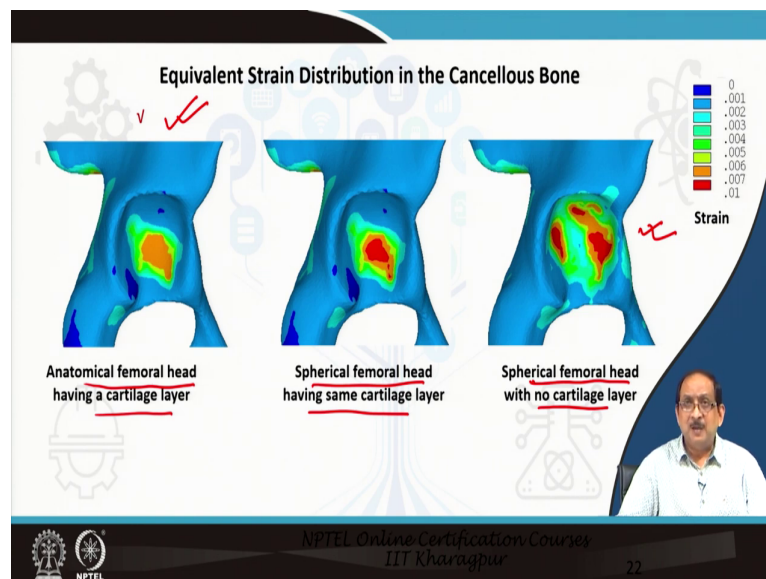 Equivalent Strain Distribution in the Cancellous Bone
0
.001
.002
.003
.004
.005
.006
.007
.01
Strain
Anatomical femoral head
having a cartilage layer
Spherical femoral head
having same cartilage layer
Spherical femoral head
with no cartilage layer
NPTEL Online Certification Courses
IIT Kharagpur
NPTEL
22